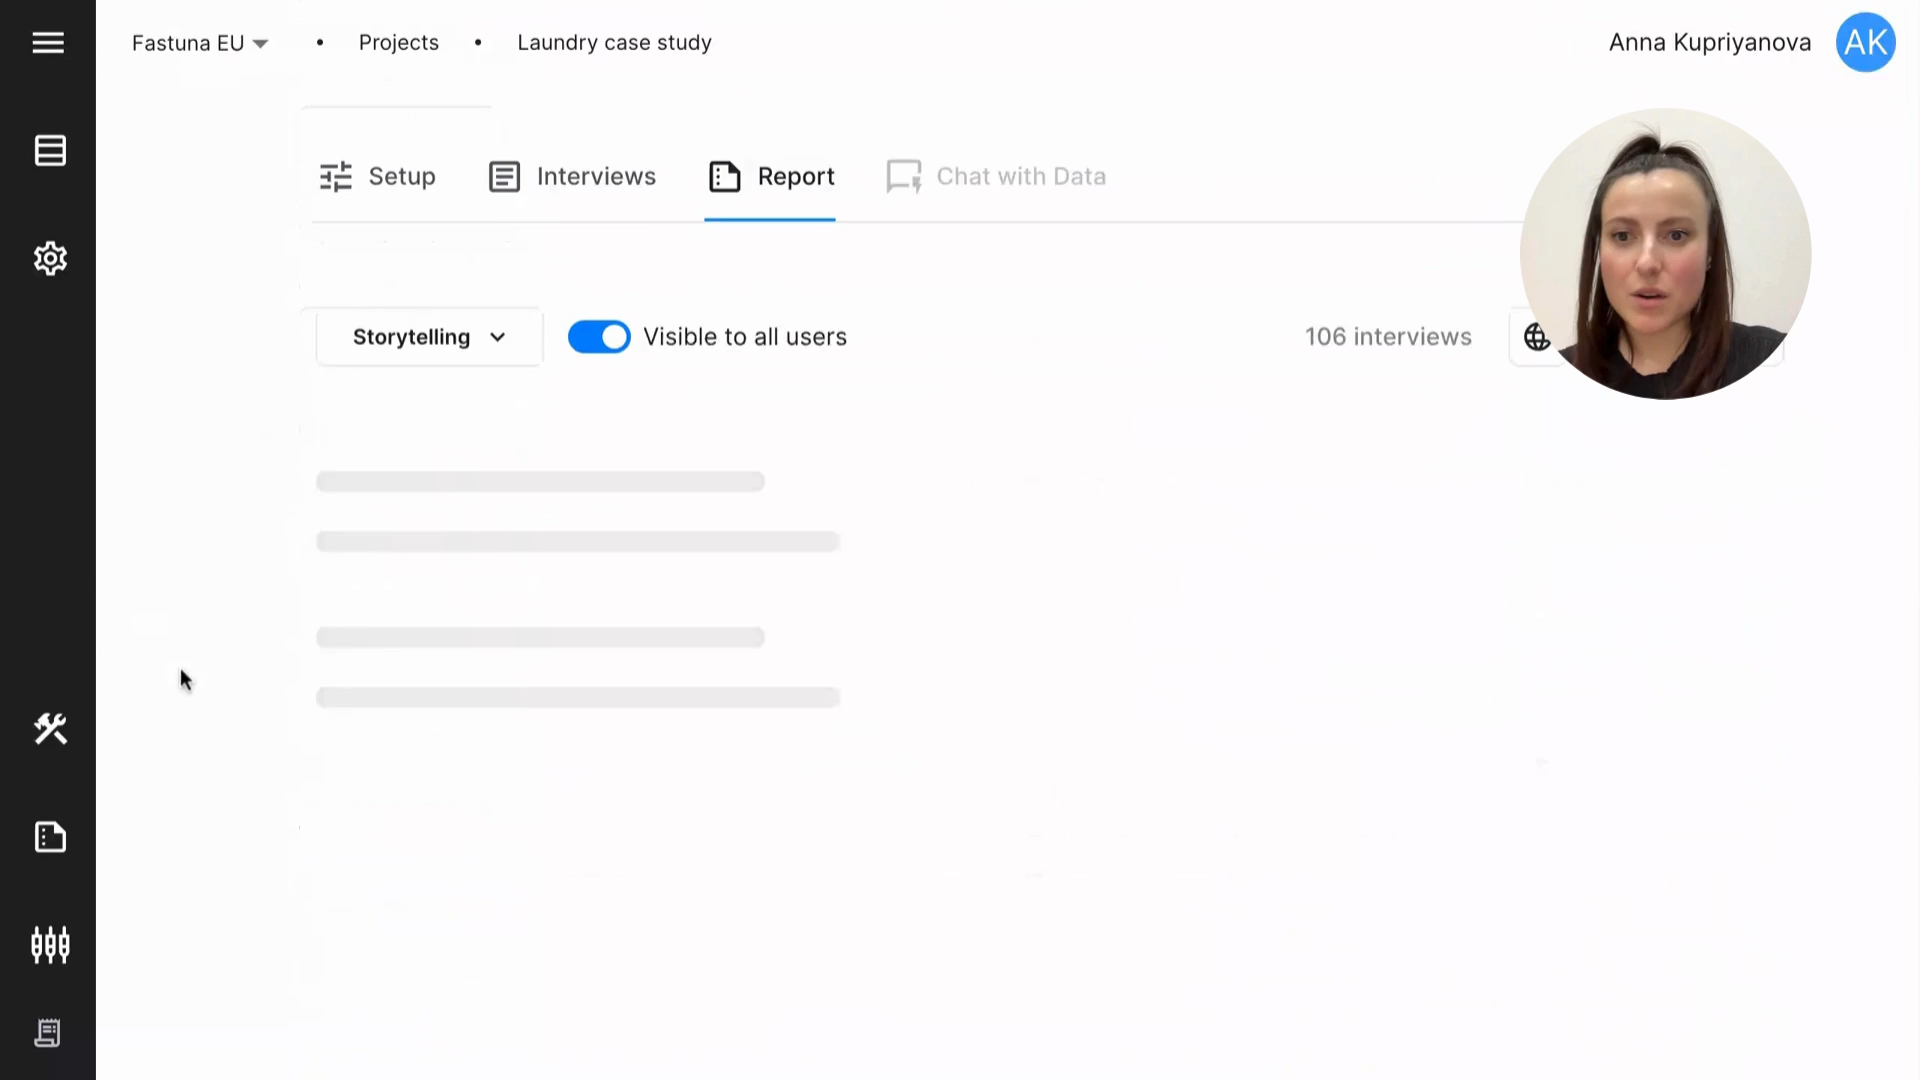 Fastuna EU • Projects • Laundry case study
Anna Kupriyanova AK
Setup Interviews Report Chat with Data
Storytelling Visible to all users 106 interviews